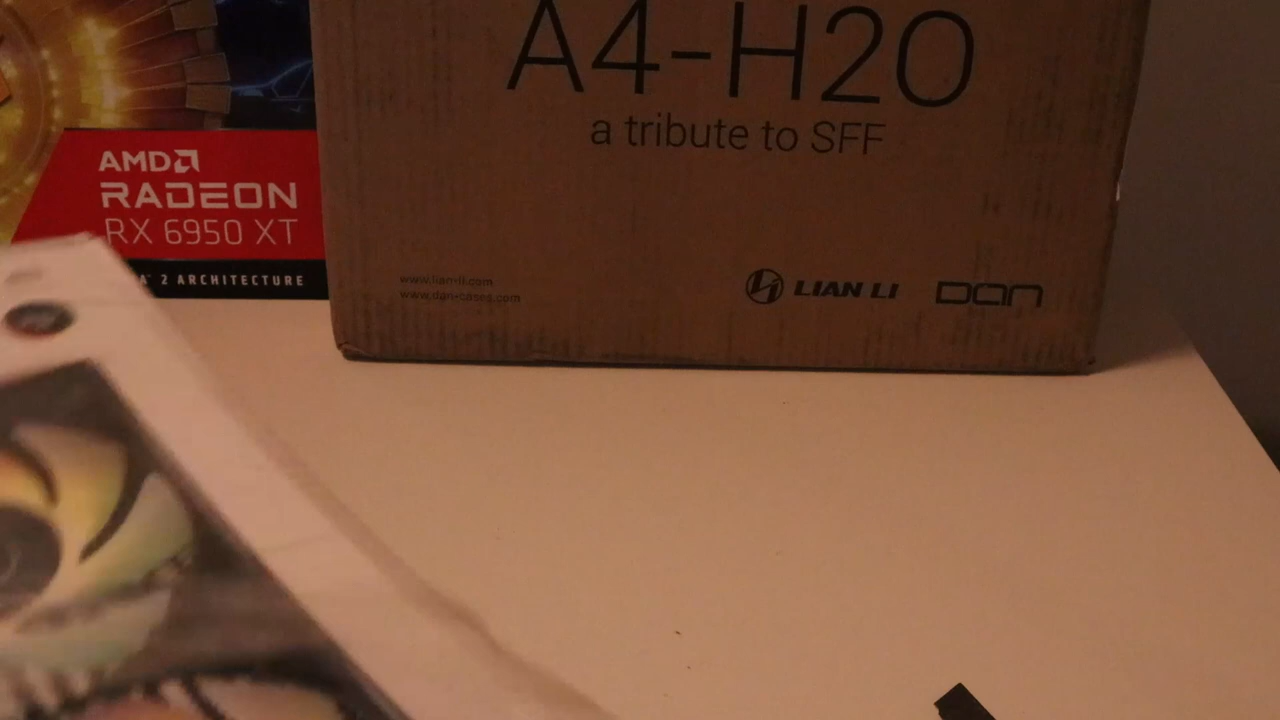 A4-H2O
a tribute to SFF
AMD
RADEON
RX 6950 XT
2 ARCHITECTURE
www.lian-li.com
www.dan-cases.com
LIAN LI
DAN